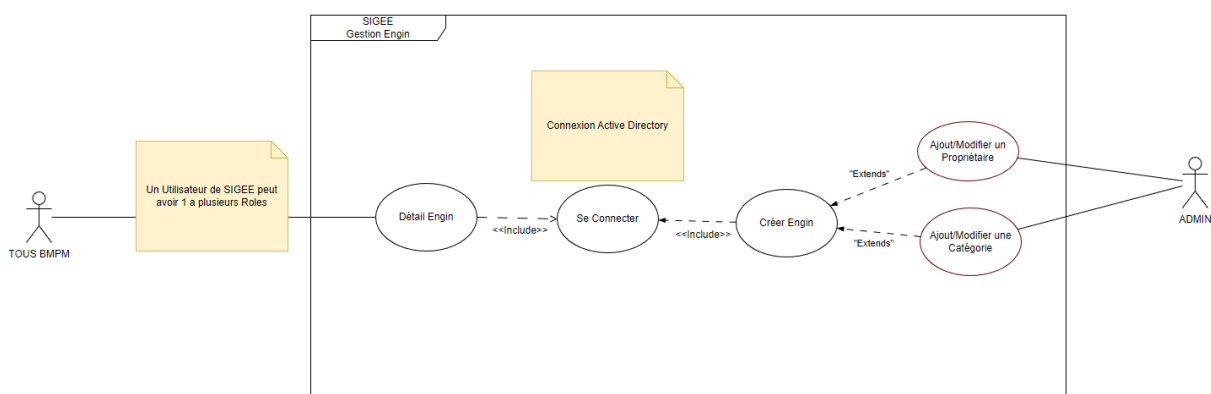 SIGEE
Gestion Engin
Connexion Active Directory
Un Utilisateur de SIGEE peut
avoir 1 a plusieurs Roles
TOUS BMPM
Détail Engin
<<Include>>
Se Connecter
<<Include>>
Créer Engin
"Extends"
"Extends"
Ajout/Modifier un
Propriètaire
Ajout/Modifier une
Catégorie
ADMIN